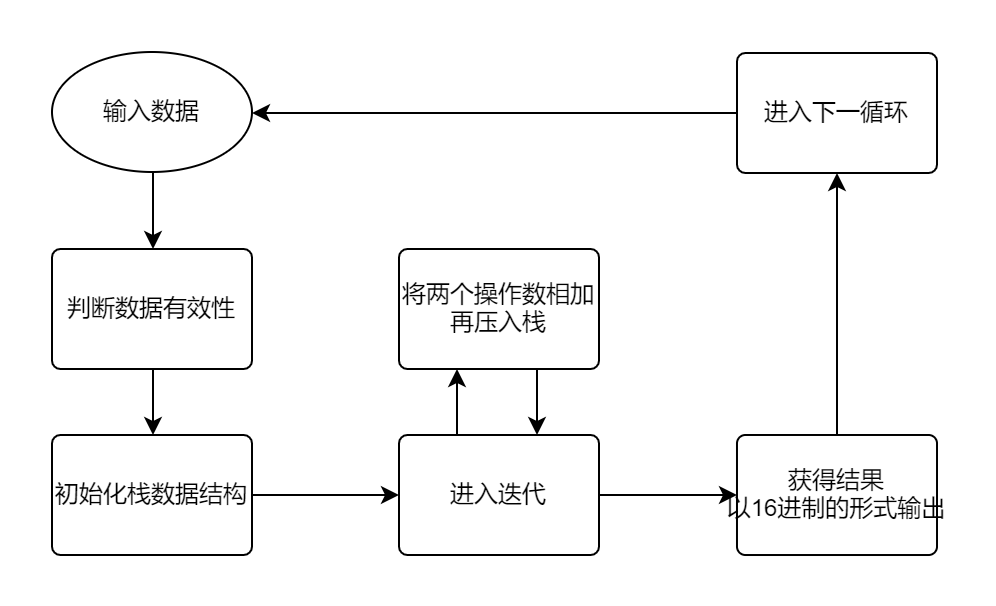 输入数据
进入下一循环
判断数据有效性
将两个操作数相加
再压入栈
初始化栈数据结构
进入迭代
获得结果
以16进制的形式输出